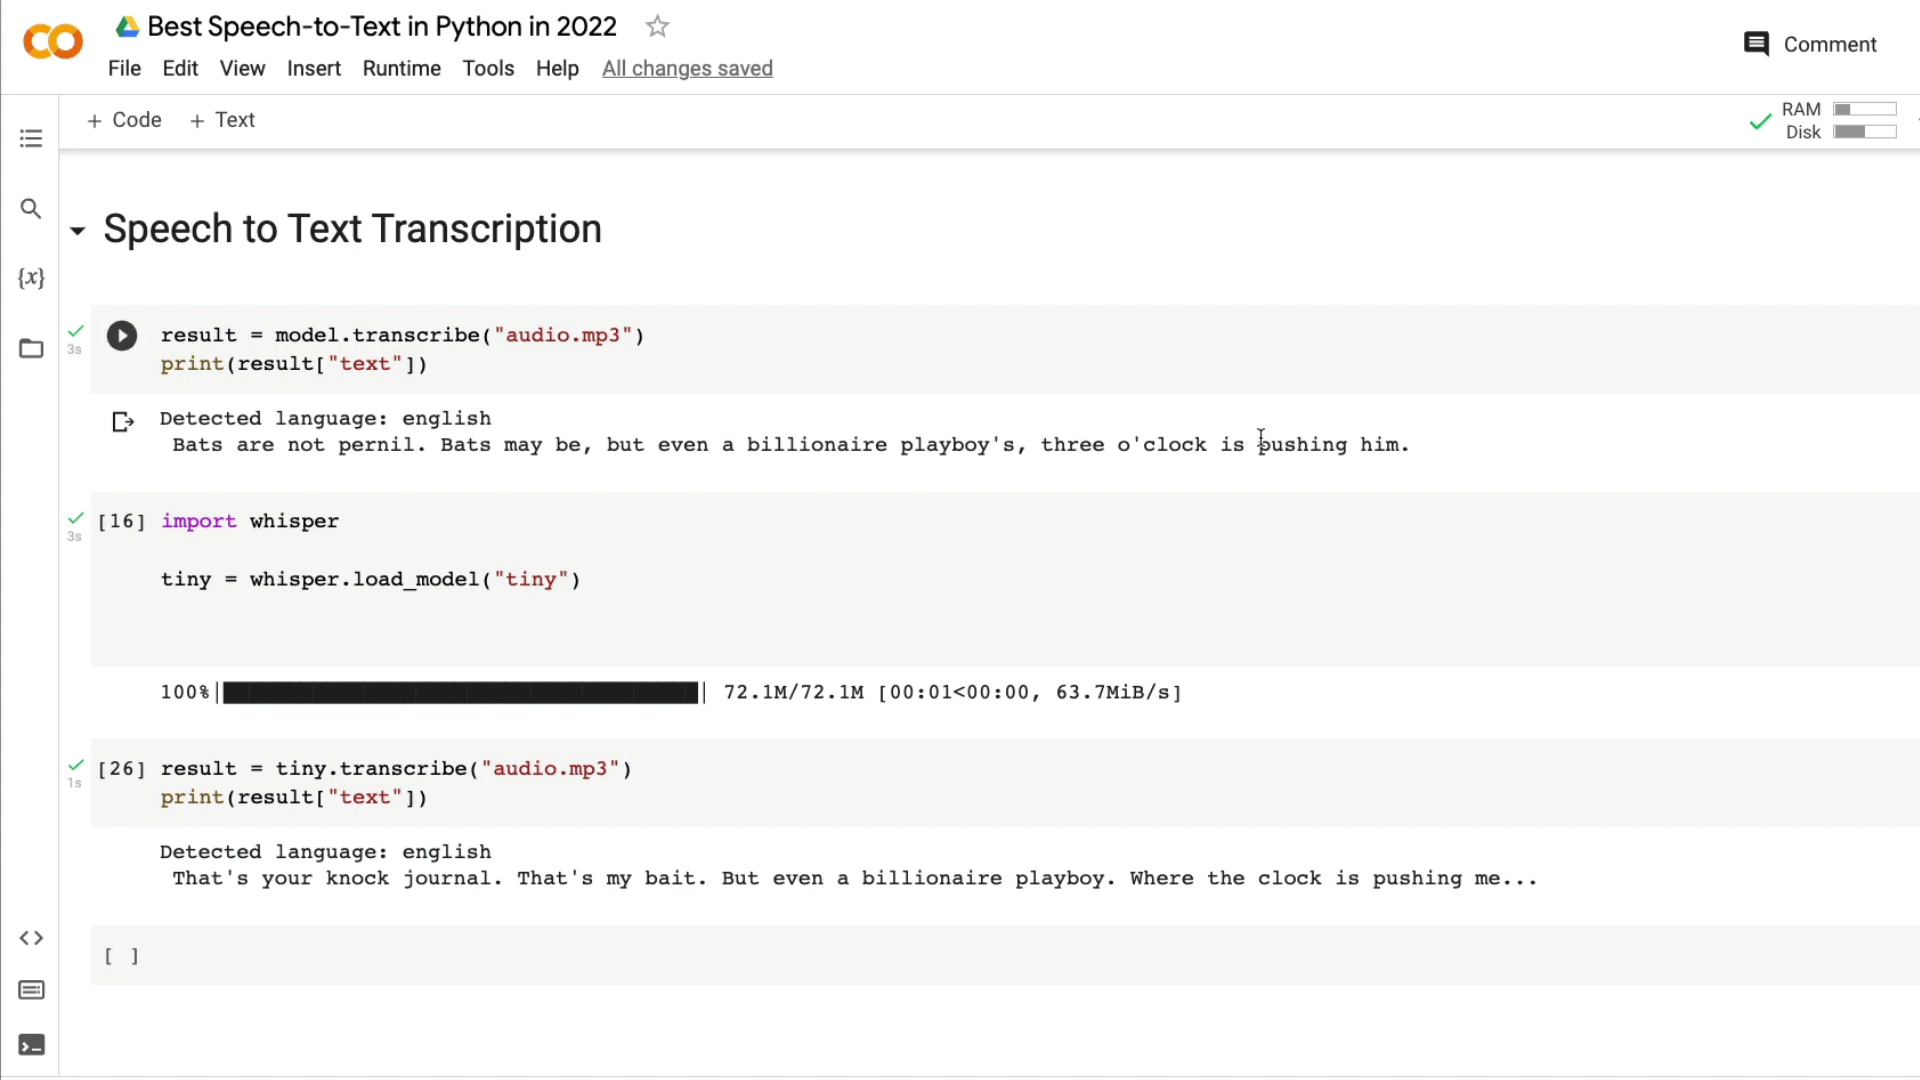 Best Speech-to-Text in Python in 2022
Comment
File Edit View Insert Runtime Tools Help All changes saved
+ Code + Text
RAM
Disk
{x}
Speech to Text Transcription
3s
result = model.transcribe("audio.mp3")
print(result["text"])
Detected language: english
Bats are not pernil. Bats may be, but even a billionaire playboy's, three o'clock is pushing him.
[16] import whisper
3s
tiny = whisper.load_model("tiny")
100%| | 72.1M/72.1M [00:01<00:00, 63.7MiB/s]
[26] result = tiny.transcribe("audio.mp3")
1s
print(result["text"])
Detected language: english
That's your knock journal. That's my bait. But even a billionaire playboy. Where the clock is pushing me...
[ ]